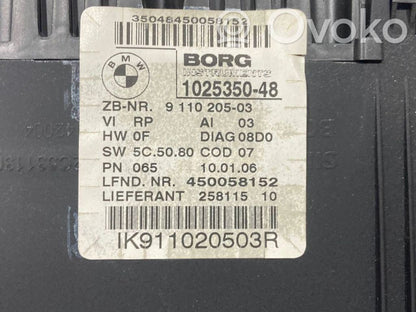 35048450058152
Ovoko
BMW
BORG
INSTRUMENTS
1025350-48
ZB-NR. 9 110 205-03
VI RP AI 03
HW 0F DIAG 08D0
SW 5C.50.80 COD 07
PN 065 10.01.06
LFND. NR. 450058152
LIEFERANT 258115 10
IK911020503R